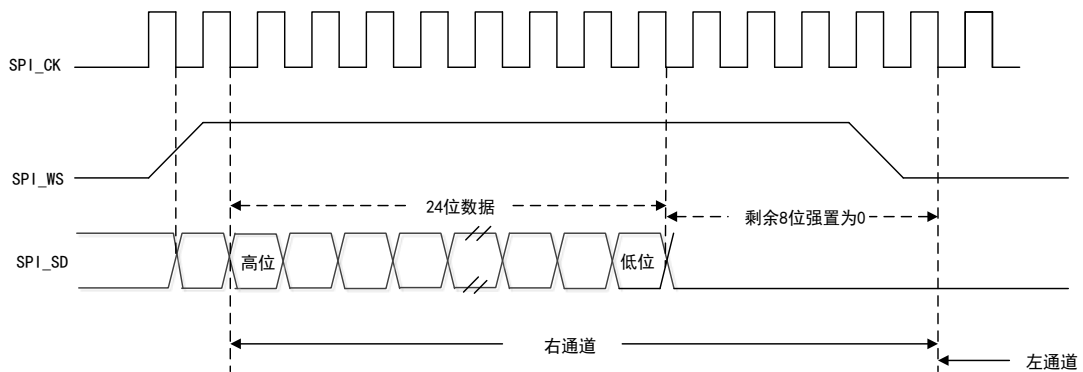 SPI_CK
SPI_WS
24位数据
剩余8位强置为0
SPI_SD
高位
低位
右通道
左通道